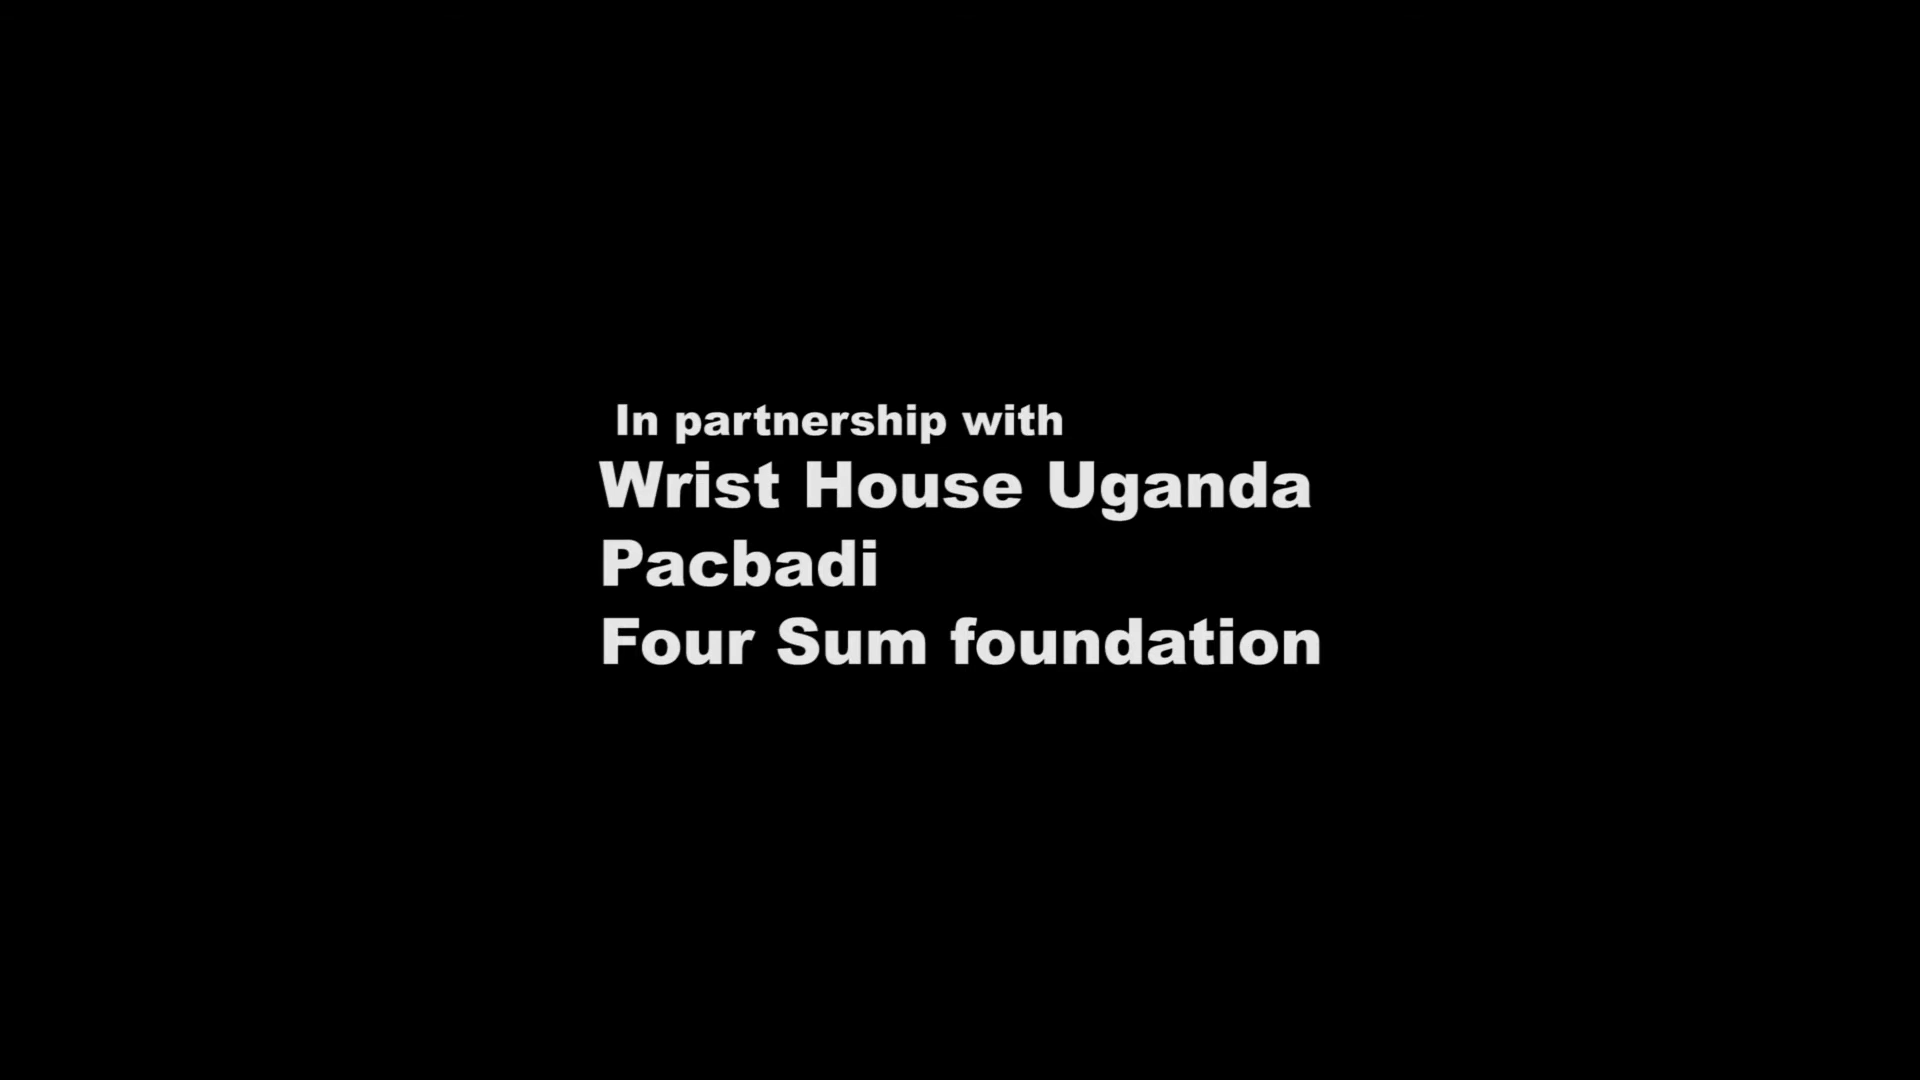 In partnership with
Wrist House Uganda
Pacbadi
Four Sum foundation